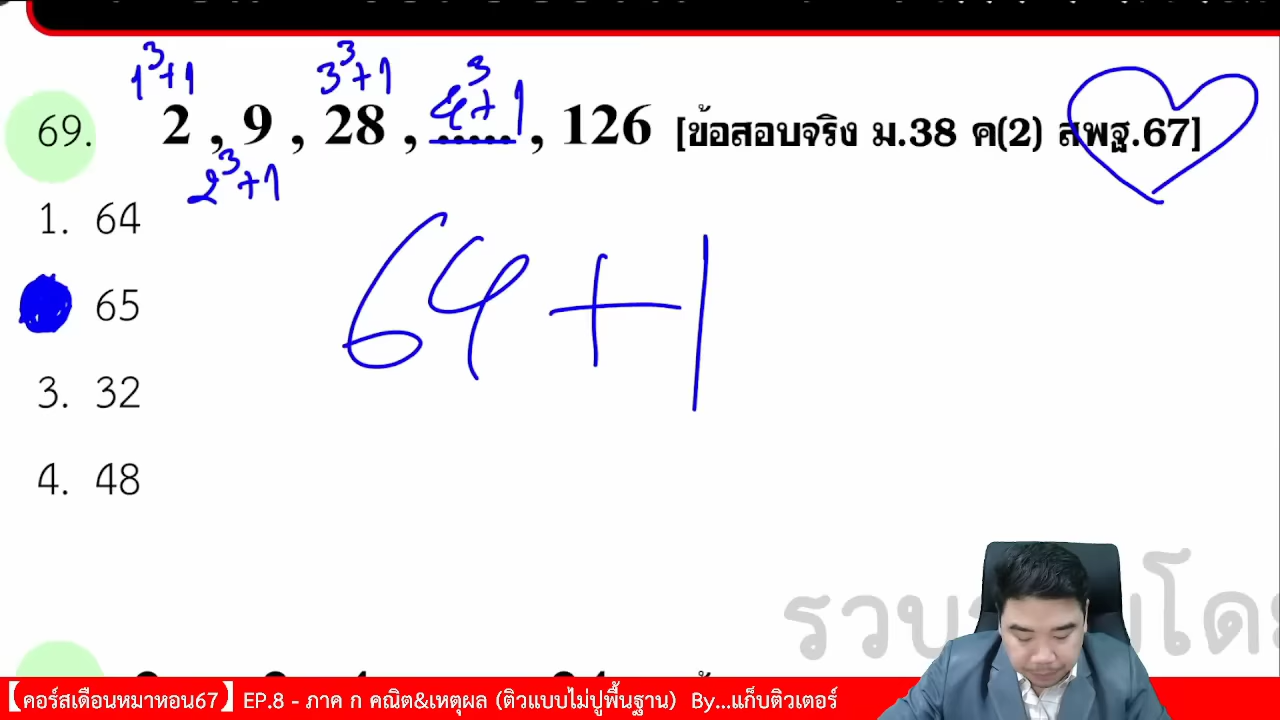 1³+1 3³+1 4³+1
69. 2 , 9 , 28 , ....... , 126 [ข้อสอบจริง ม.38 ค(2) สพฐ.67]
2³+1
1. 64
65
64+1
3. 32
4. 48
【คอร์สเดือนหมาหอน67】 EP.8 - ภาค ก คณิต&เหตุผล (ติวแบบไม่ปูพื้นฐาน) By...แก็บติวเตอร์